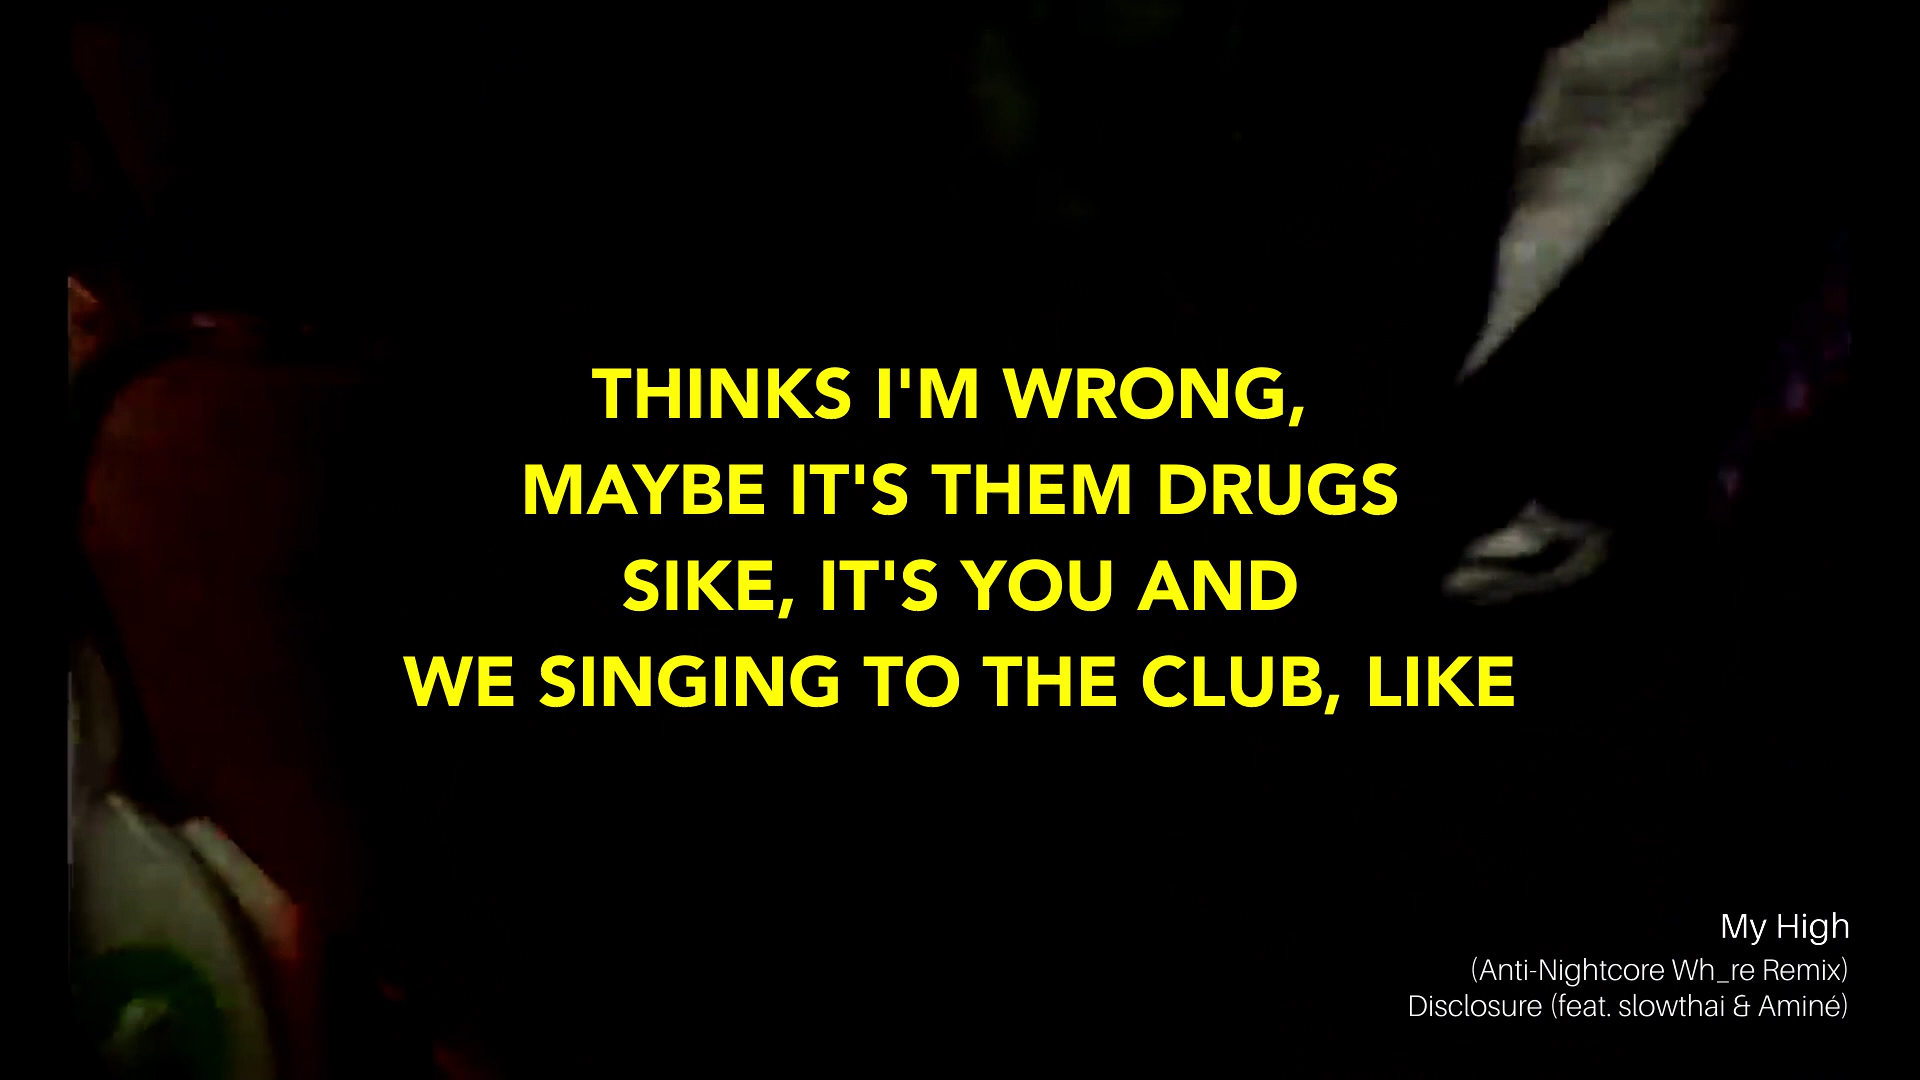 THINKS I'M WRONG,
MAYBE IT'S THEM DRUGS
SIKE, IT'S YOU AND
WE SINGING TO THE CLUB, LIKE
My High
(Anti-Nightcore Wh_re Remix)
Disclosure (feat. slowthai & Aminé)